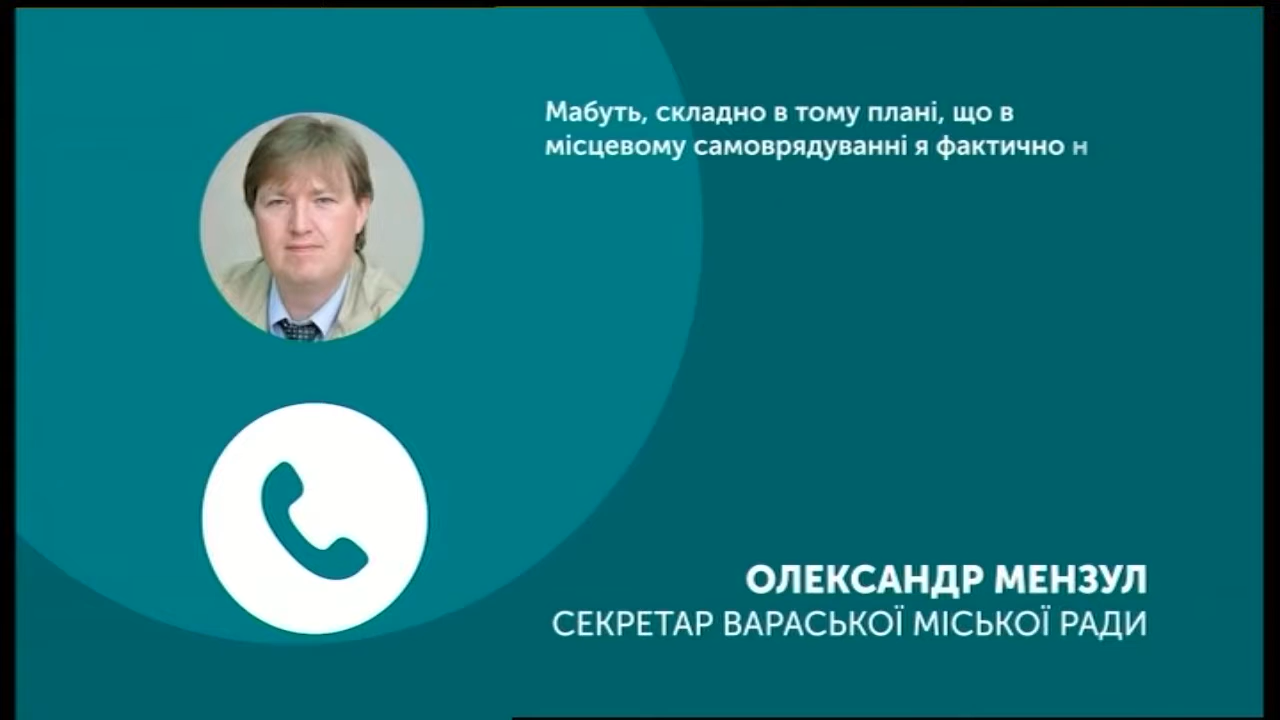 Мабуть, складно в тому плані, що в
місцевому самоврядуванні я фактично н
ОЛЕКСАНДР МЕНЗУЛ
СЕКРЕТАР ВАРАСЬКОЇ МІСЬКОЇ РАДИ